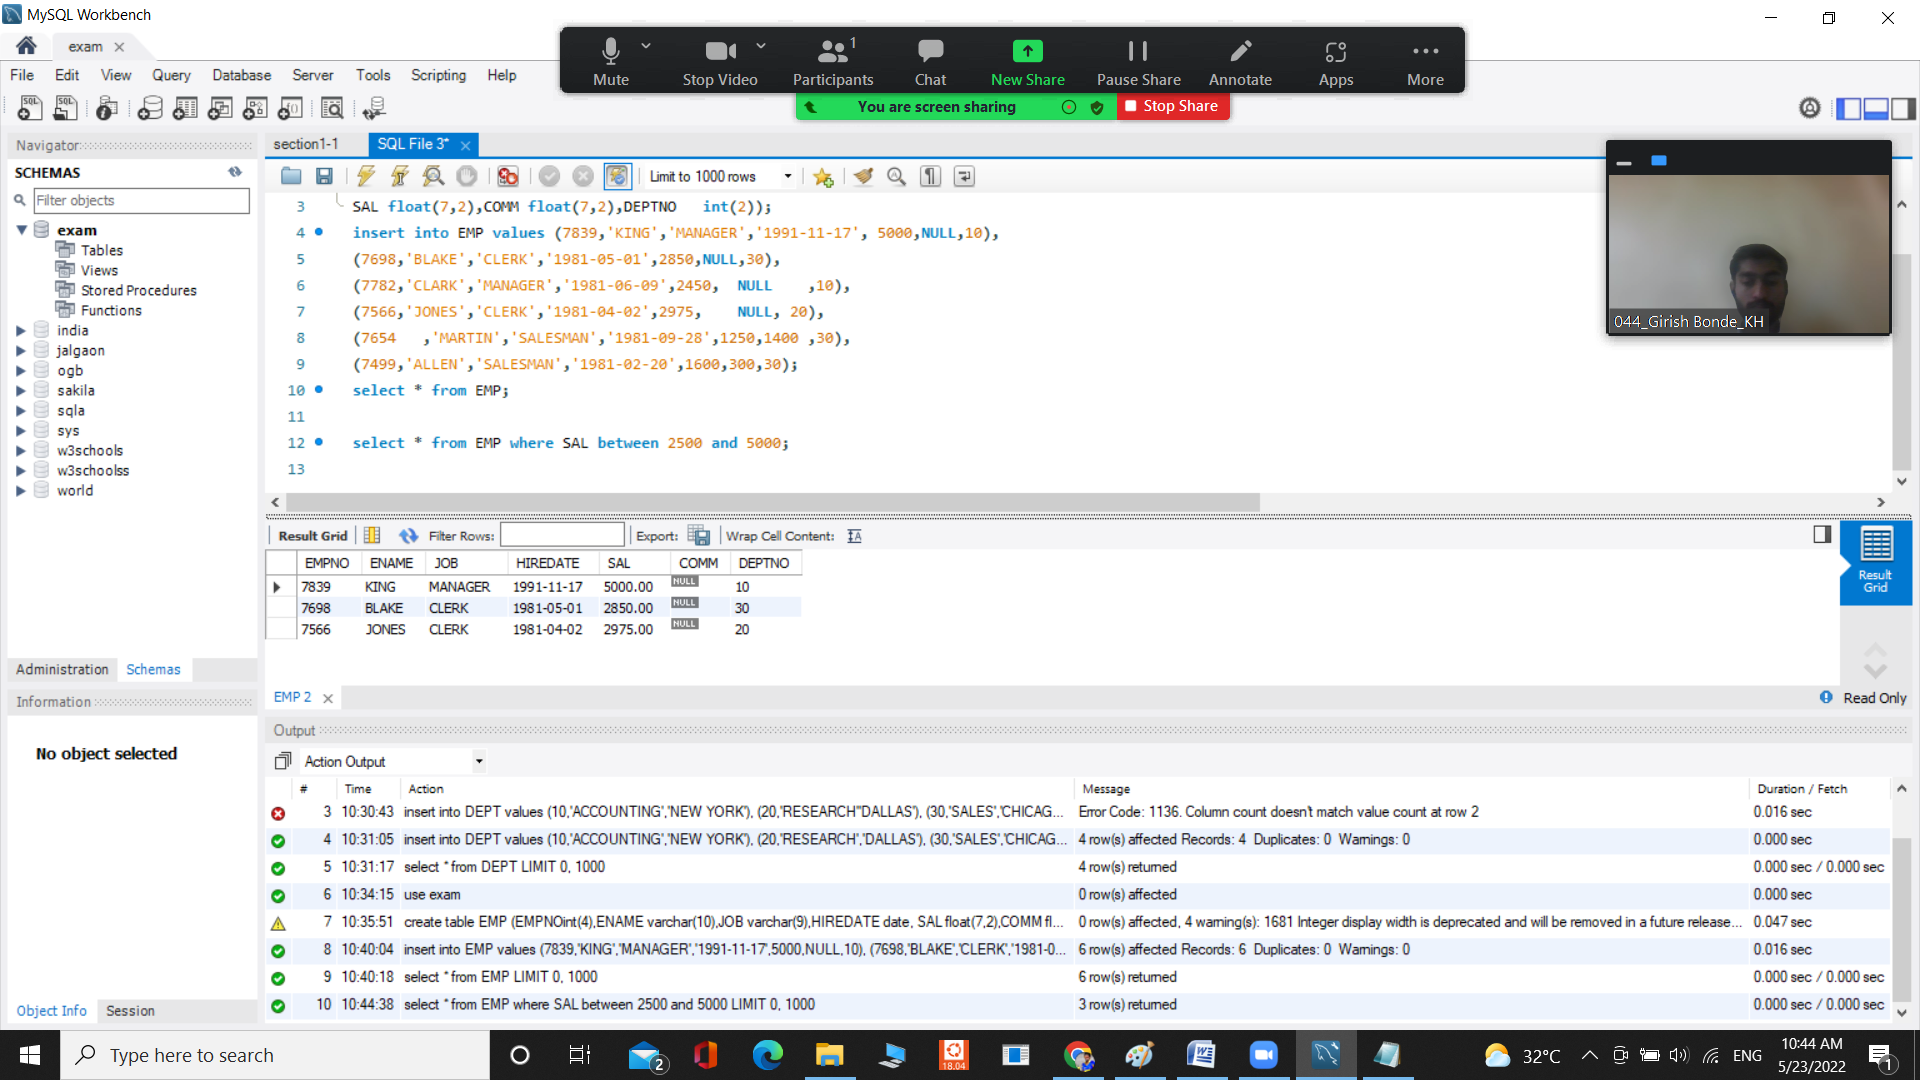 MySQL Workbench
exam
File Edit View Query Database Server Tools Scripting Help
Mute Stop Video Participants 1 Chat New Share Pause Share Annotate Apps More
You are screen sharing Stop Share
Navigator
SCHEMAS
Filter objects
exam
Tables
Views
Stored Procedures
Functions
india
jalgaon
ogb
sakila
sqla
sys
w3schools
w3schoolss
world
Administration Schemas
Information
No object selected
Object Info Session
section1-1 SQL File 3*
Limit to 1000 rows
3 SAL float(7,2),COMM float(7,2),DEPTNO int(2));
4 insert into EMP values (7839,'KING','MANAGER','1991-11-17', 5000,NULL,10),
5 (7698,'BLAKE','CLERK','1981-05-01',2850,NULL,30),
6 (7782,'CLARK','MANAGER','1981-06-09',2450, NULL ,10),
7 (7566,'JONES','CLERK','1981-04-02',2975, NULL, 20),
8 (7654 ,'MARTIN','SALESMAN','1981-09-28',1250,1400 ,30),
9 (7499,'ALLEN','SALESMAN','1981-02-20',1600,300,30);
10 select * from EMP;
11
12 select * from EMP where SAL between 2500 and 5000;
13
044_Girish Bonde_KH
Result Grid Filter Rows: Export: Wrap Cell Content:
EMPNO ENAME JOB HIREDATE SAL COMM DEPTNO
7839 KING MANAGER 1991-11-17 5000.00 NULL 10
7698 BLAKE CLERK 1981-05-01 2850.00 NULL 30
7566 JONES CLERK 1981-04-02 2975.00 NULL 20
Result
Grid
EMP 2
Read Only
Output
Action Output
# Time Action Message Duration / Fetch
3 10:30:43 insert into DEPT values (10,'ACCOUNTING','NEW YORK'), (20,'RESEARCH''DALLAS'), (30,'SALES','CHICAG... Error Code: 1136. Column count doesn't match value count at row 2 0.016 sec
4 10:31:05 insert into DEPT values (10,'ACCOUNTING','NEW YORK'), (20,'RESEARCH','DALLAS'), (30,'SALES','CHICAG... 4 row(s) affected Records: 4 Duplicates: 0 Warnings: 0 0.000 sec
5 10:31:17 select * from DEPT LIMIT 0, 1000 4 row(s) returned 0.000 sec / 0.000 sec
6 10:34:15 use exam 0 row(s) affected 0.000 sec
7 10:35:51 create table EMP (EMPNOint(4),ENAME varchar(10),JOB varchar(9),HIREDATE date, SAL float(7,2),COMM fl... 0 row(s) affected, 4 warning(s): 1681 Integer display width is deprecated and will be removed in a future release... 0.047 sec
8 10:40:04 insert into EMP values (7839,'KING','MANAGER','1991-11-17',5000,NULL,10), (7698,'BLAKE','CLERK','1981-0... 6 row(s) affected Records: 6 Duplicates: 0 Warnings: 0 0.016 sec
9 10:40:18 select * from EMP LIMIT 0, 1000 6 row(s) returned 0.000 sec / 0.000 sec
10 10:44:38 select * from EMP where SAL between 2500 and 5000 LIMIT 0, 1000 3 row(s) returned 0.000 sec / 0.000 sec
Type here to search
2
18.04
32°C
ENG
10:44 AM
5/23/2022
1